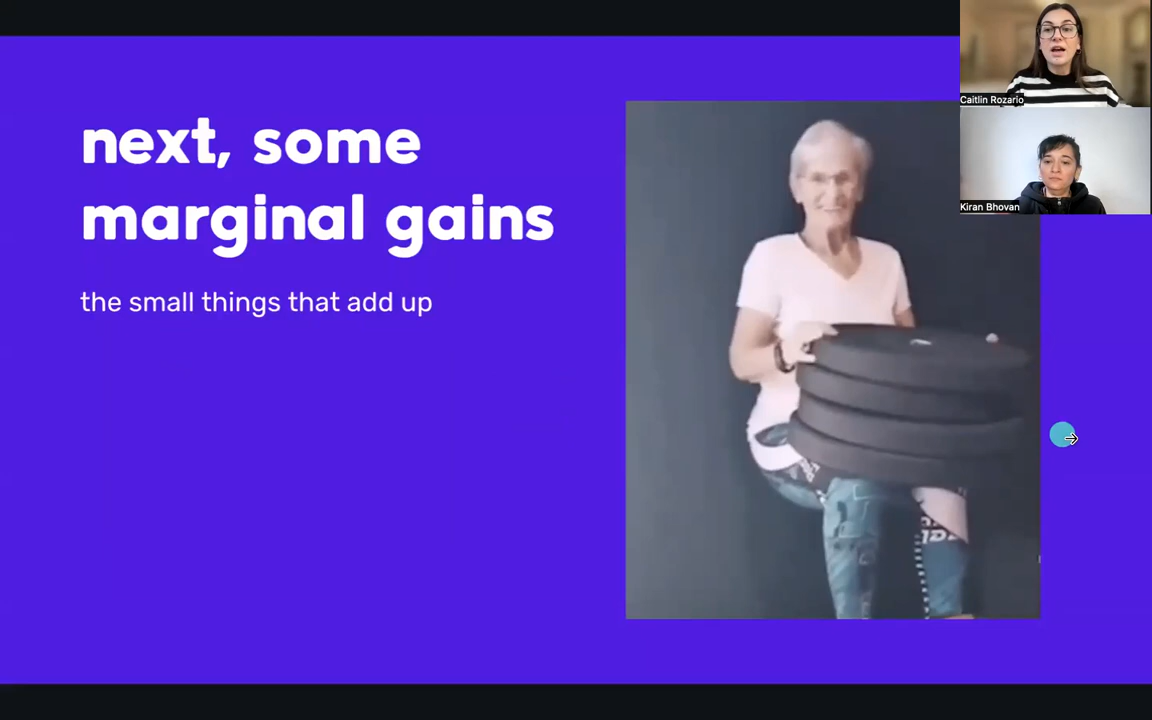 next, some
marginal gains
the small things that add up
Caitlin Rozario
Kiran Bhovan